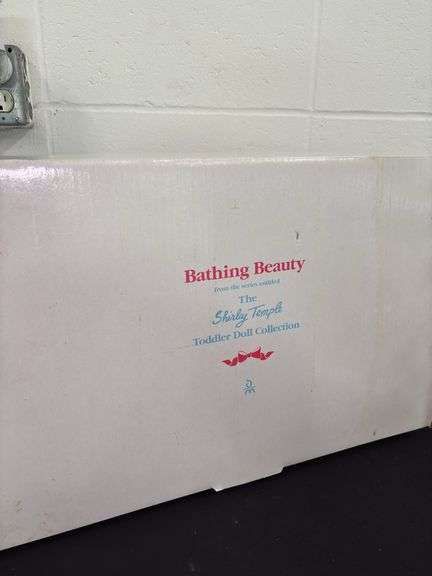 Bathing Beauty
from the series entitled
The
Shirley Temple
Toddler Doll Collection